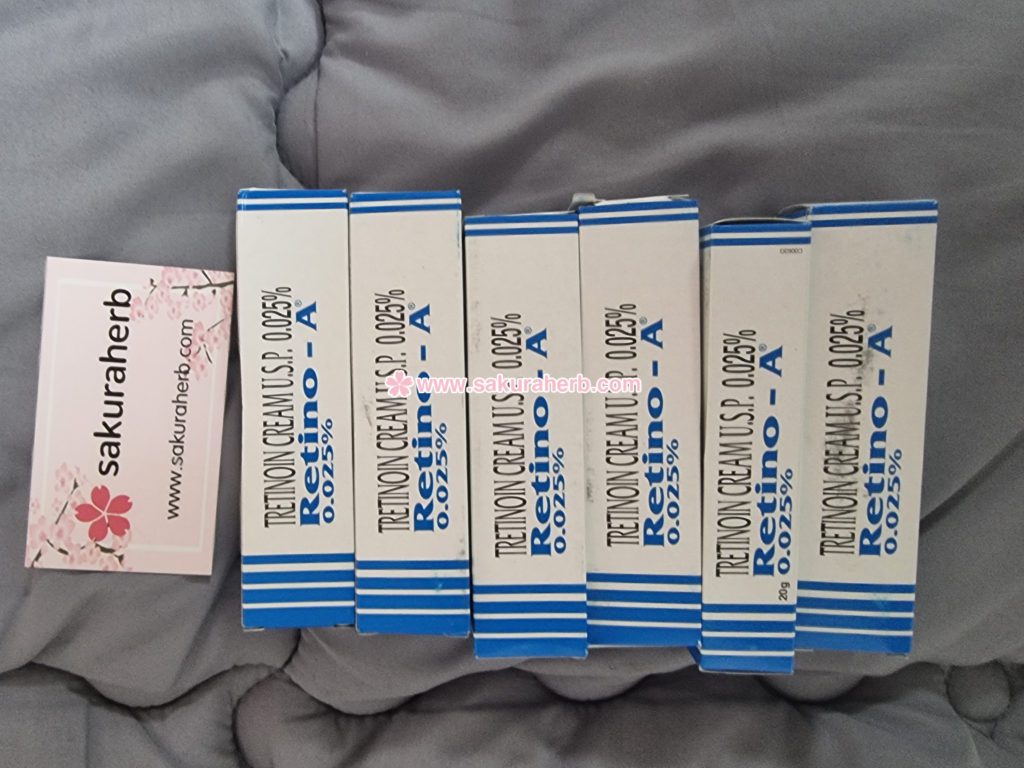 sakuraherb
www.sakuraherb.com
TRETINOIN CREAM U.S.P. 0.025%
Retino - A®
0.025%
TRETINOIN CREAM U.S.P. 0.025%
Retino - A®
0.025%
TRETINOIN CREAM U.S.P. 0.025%
Retino - A®
0.025%
TRETINOIN CREAM U.S.P. 0.025%
Retino - A®
0.025%
TRETINOIN CREAM U.S.P. 0.025%
Retino - A®
0.025%
20g
TRETINOIN CREAM U.S.P. 0.025%
Retino - A®
0.025%
www.sakuraherb.com